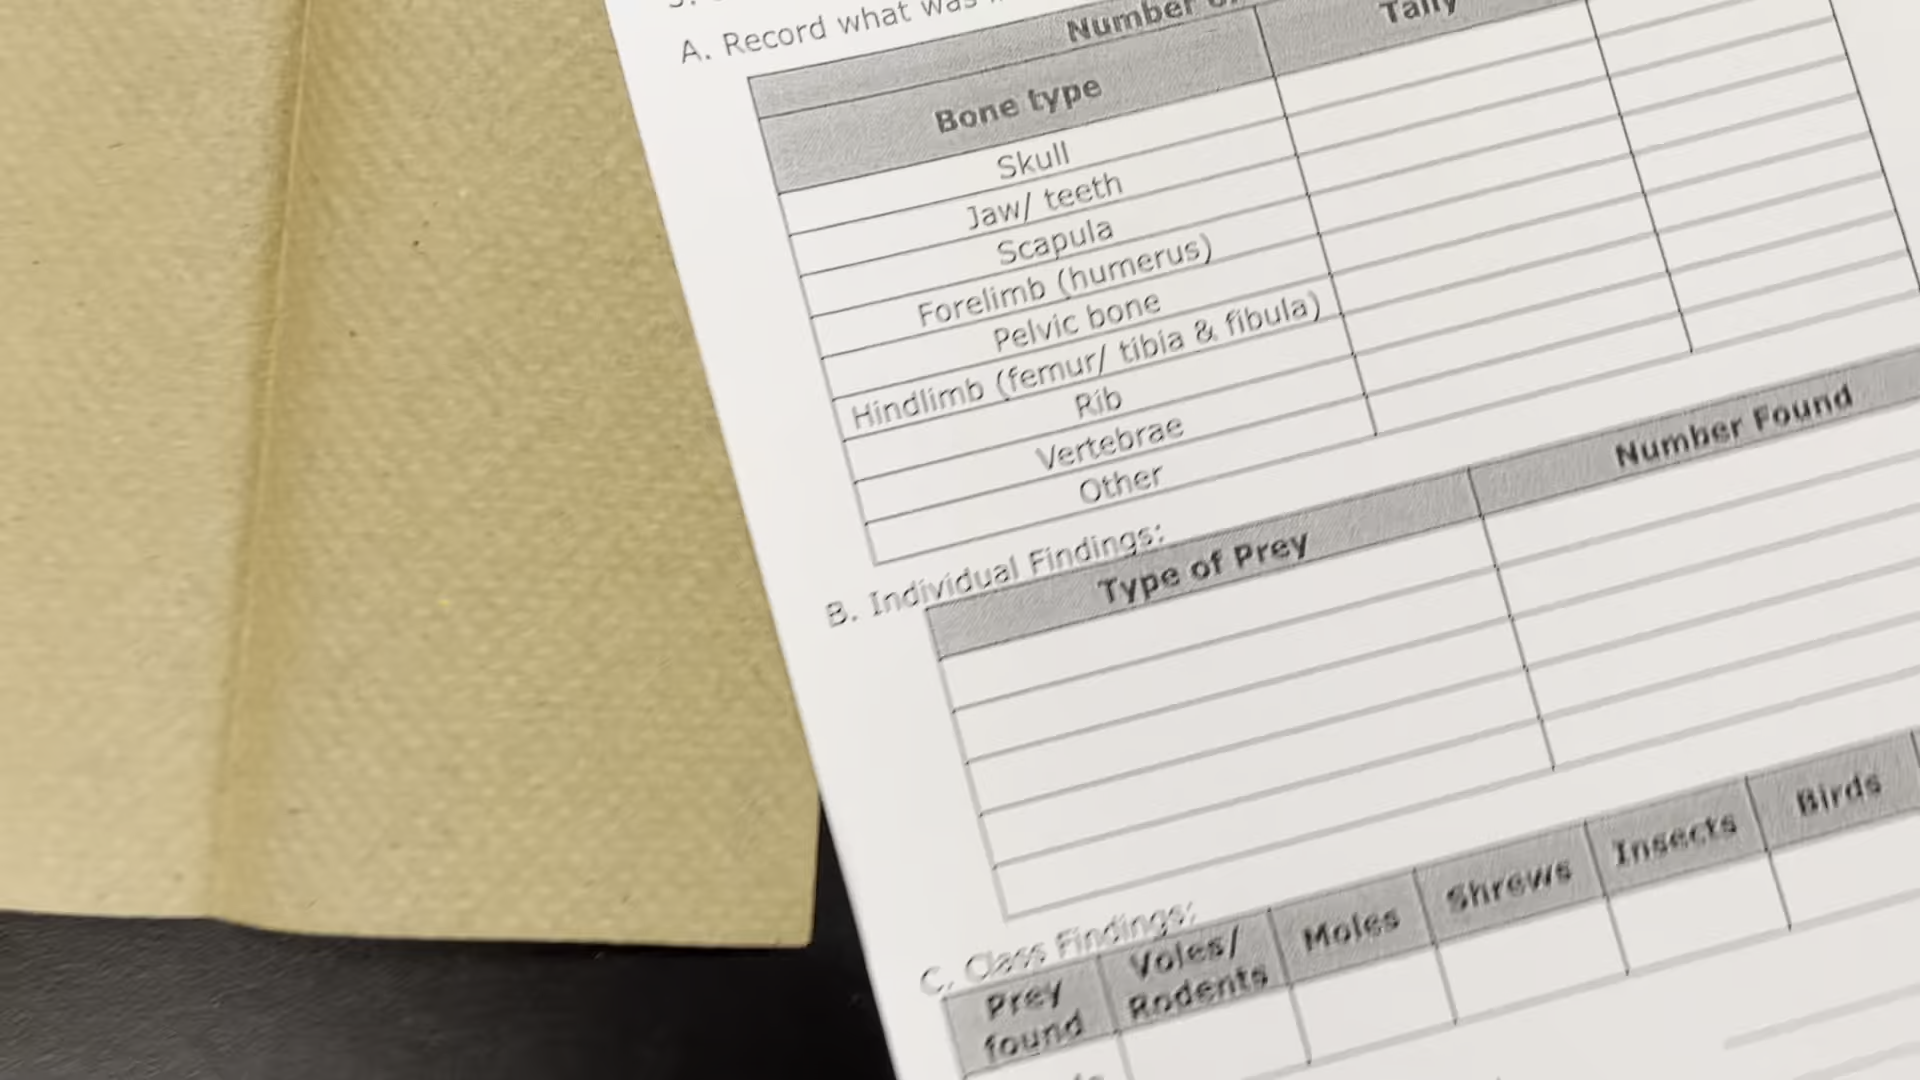 A. Record what was
Number
Tally
Bone type
Skull
Jaw/ teeth
Scapula
Forelimb (humerus)
Pelvic bone
Hindlimb (femur/ tibia & fibula)
Rib
Vertebrae
Other
B. Individual Findings:
Type of Prey Number Found
C. Class Findings:
Prey found Voles/ Rodents Moles Shrews Insects Birds